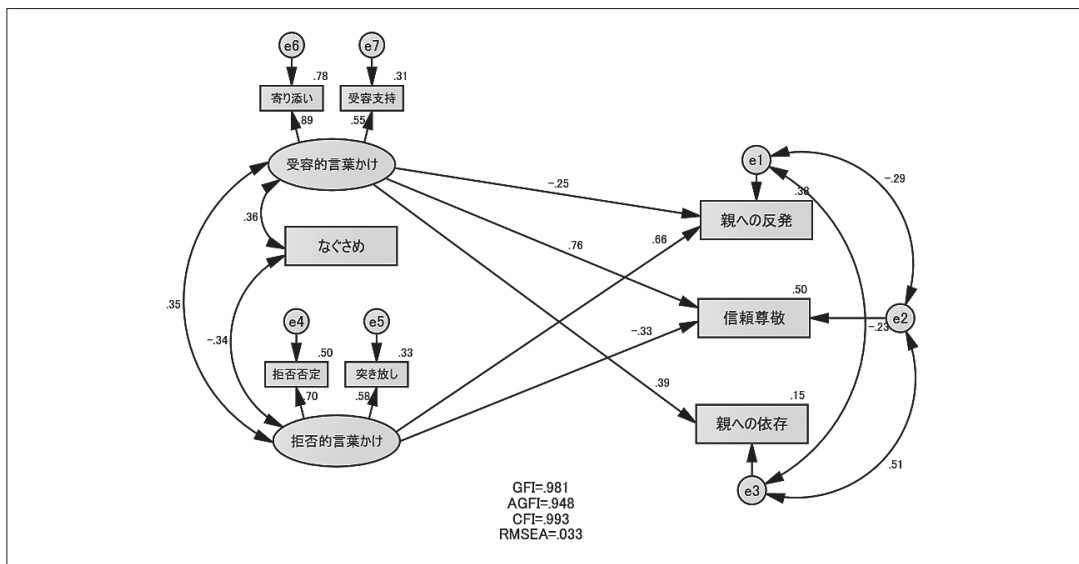 e6
e7
.78
.31
寄り添い
受容支持
.89
.55
受容的言葉かけ
e1
-.29
-.25
.38
親への反発
.36
.66
なぐさめ
.76
.35
.50
信頼尊敬
e2
-.23
-.34
-.33
e4
e5
.50
.33
拒否否定
突き放し
.70
.58
.39
.15
親への依存
拒否的言葉かけ
.51
e3
GFI=.981
AGFI=.948
CFI=.993
RMSEA=.033